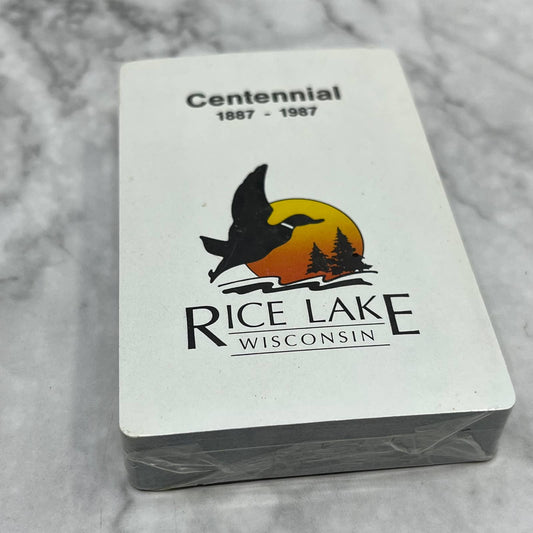 Centennial
1887 - 1987
RICE LAKE
WISCONSIN